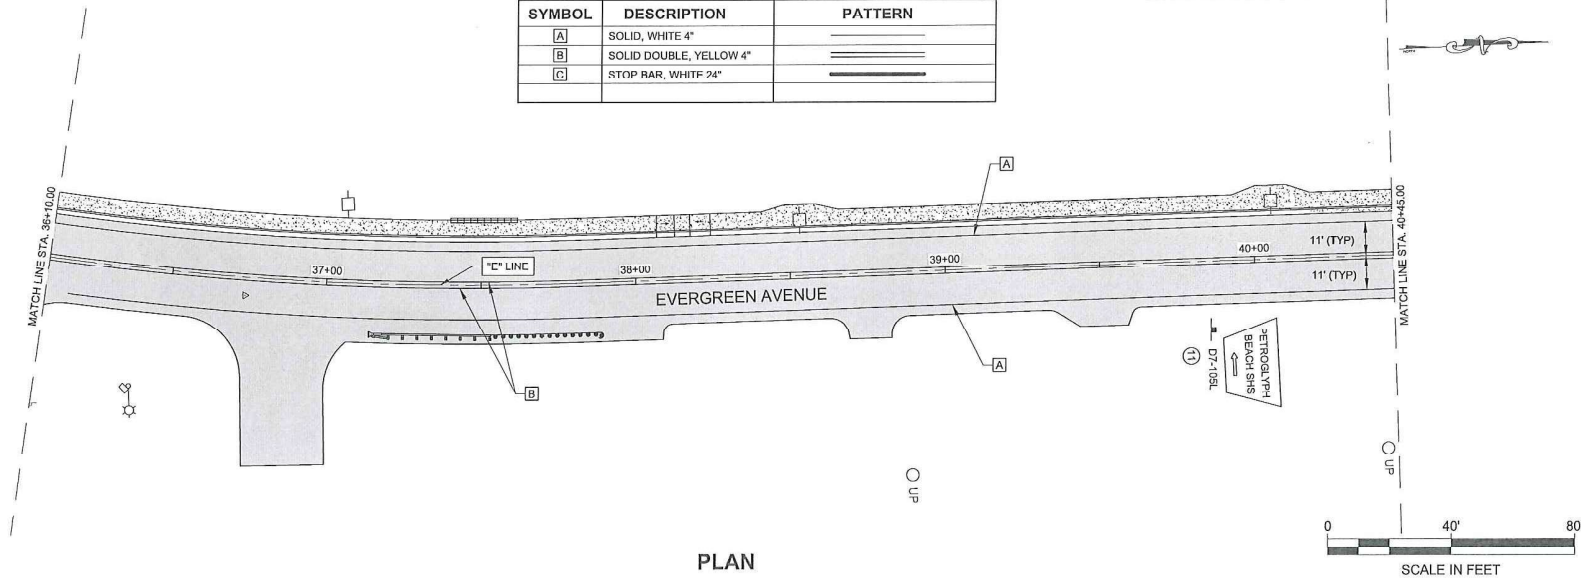 SYMBOL DESCRIPTION PATTERN
A SOLID, WHITE 4"
B SOLID DOUBLE, YELLOW 4"
C STOP BAR, WHITE 24"
NORTH
MATCH LINE STA. 36+10.00
MATCH LINE STA. 40+45.00
A
11' (TYP)
11' (TYP)
37+00
"E" LINE
38+00
39+00
40+00
EVERGREEN AVENUE
A
B
PETROGLYPH
BEACH SHS
D7-105L
11
UP
UP
0 40' 80
SCALE IN FEET
PLAN